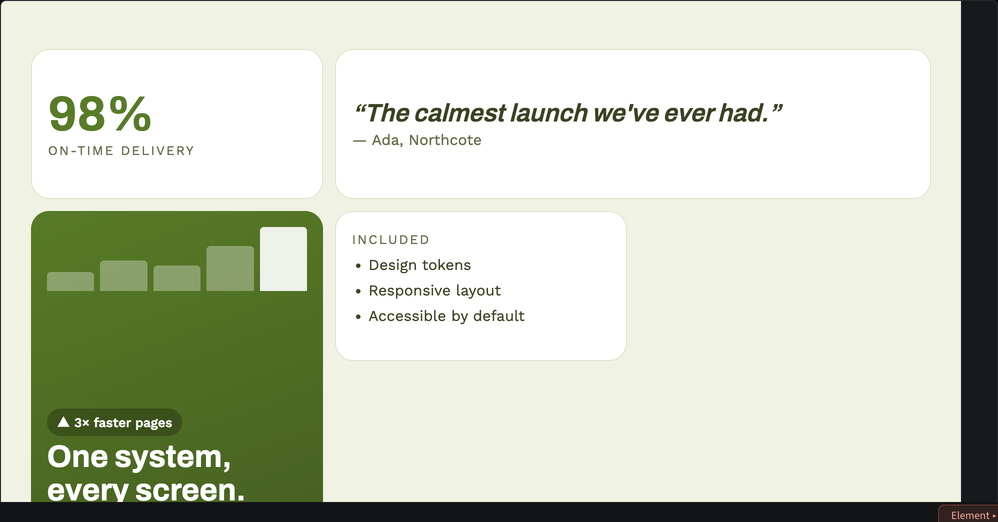 98%
ON-TIME DELIVERY
“The calmest launch we've ever had.”
— Ada, Northcote
INCLUDED
• Design tokens
• Responsive layout
• Accessible by default
▲ 3× faster pages
One system,
every screen.
Element ▸